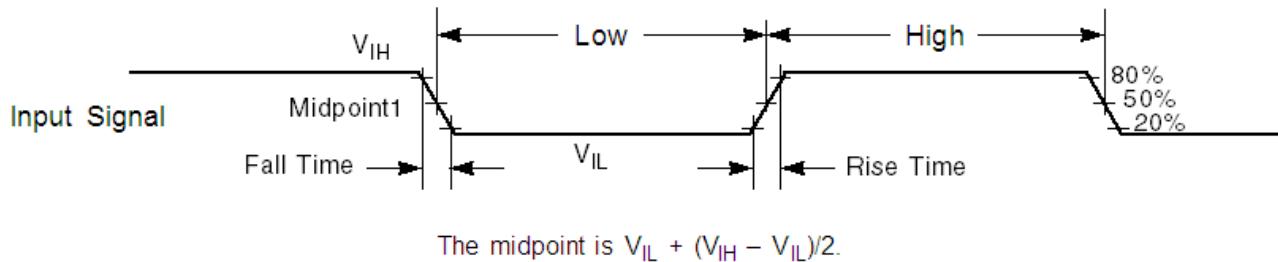 Low
High
VIH
80%
Input Signal
Midpoint1
50%
20%
Fall Time
VIL
Rise Time
The midpoint is VIL + (VIH – VIL)/2.